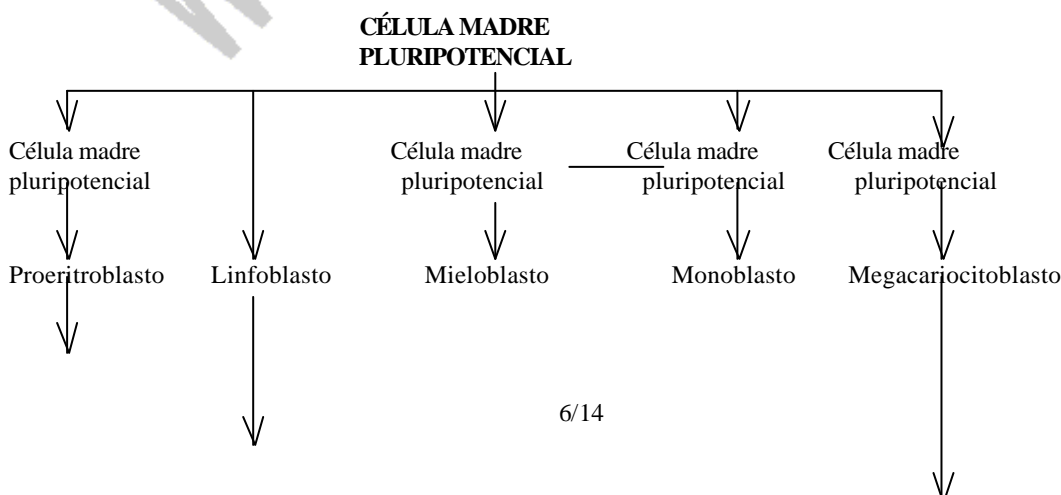 CÉLULA MADRE
PLURIPOTENCIAL
Célula madre
pluripotencial
Célula madre
pluripotencial
Célula madre
pluripotencial
Célula madre
pluripotencial
Proeritroblasto
Linfoblasto
Mieloblasto
Monoblasto
Megacariocitoblasto
6/14